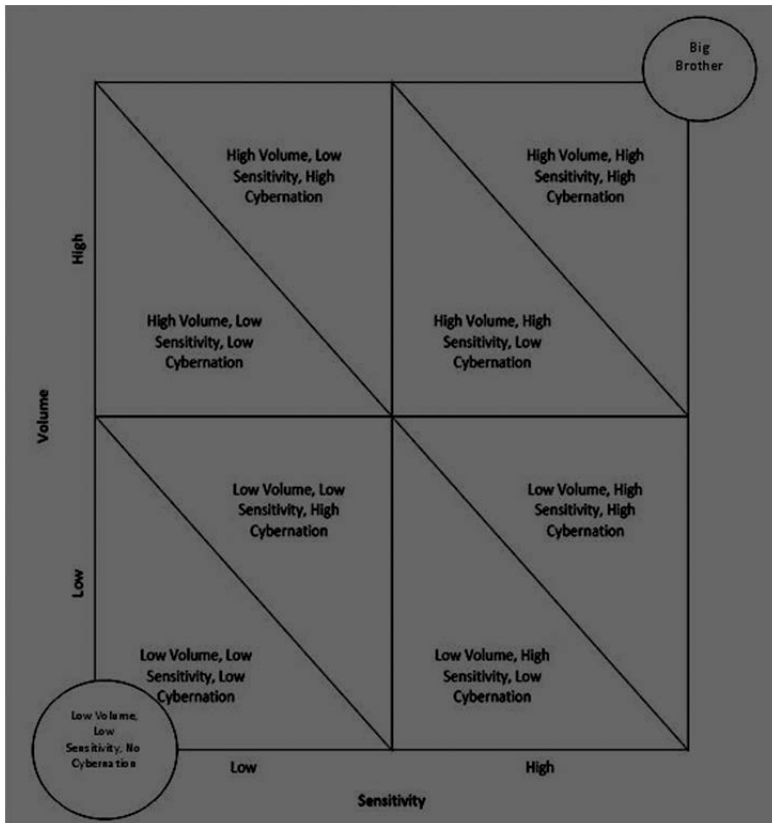 Big
Brother
High Volume, Low
Sensitivity, High
Cybernation
High Volume, High
Sensitivity, High
Cybernation
High
High Volume, Low
Sensitivity, Low
Cybernation
High Volume, High
Sensitivity, Low
Cybernation
Volume
Low Volume, Low
Sensitivity, High
Cybernation
Low Volume, High
Sensitivity, High
Cybernation
Low
Low Volume, Low
Sensitivity, Low
Cybernation
Low Volume, High
Sensitivity, Low
Cybernation
Low Volume,
Low
Sensitivity, No
Cybernation
Low
High
Sensitivity